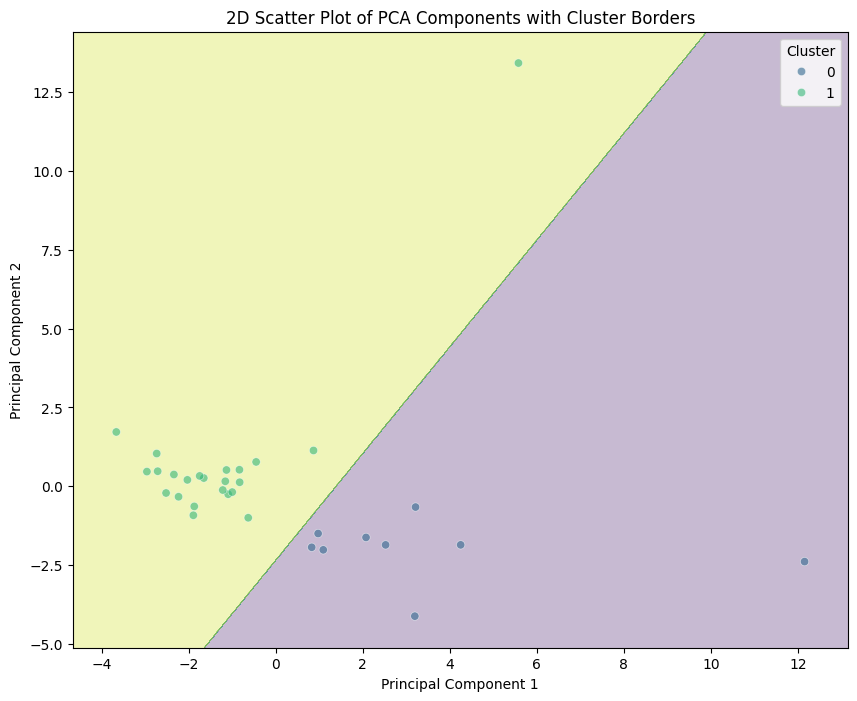 2D Scatter Plot of PCA Components with Cluster Borders
Cluster
0
1
12.5
10.0
7.5
5.0
2.5
0.0
−2.5
−5.0
Principal Component 2
−4 −2 0 2 4 6 8 10 12
Principal Component 1